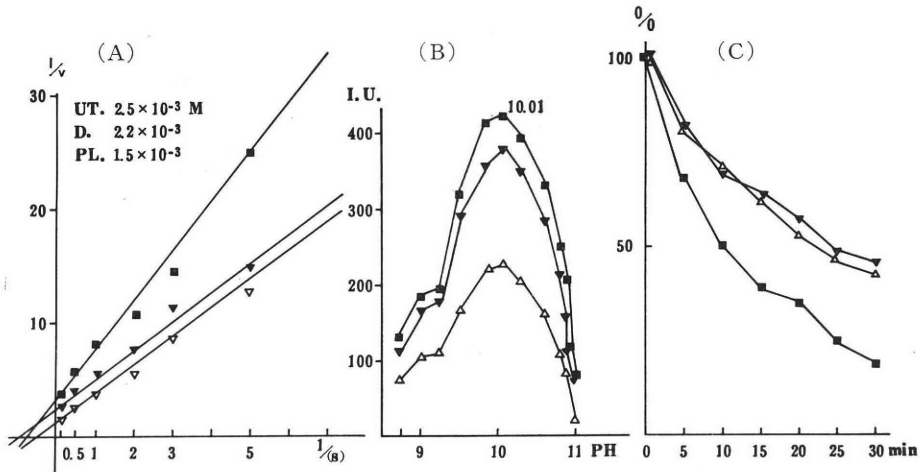 (A)
1/v
30
20
10
UT. 2.5×10⁻³ M
D. 2.2×10⁻³
PL. 1.5×10⁻³
0.5 1 2 3 5 1/(s)
(B)
I.U.
10.01
400
300
200
100
9 10 11 PH
(C)
0/0
100
50
0 5 10 15 20 25 30 min